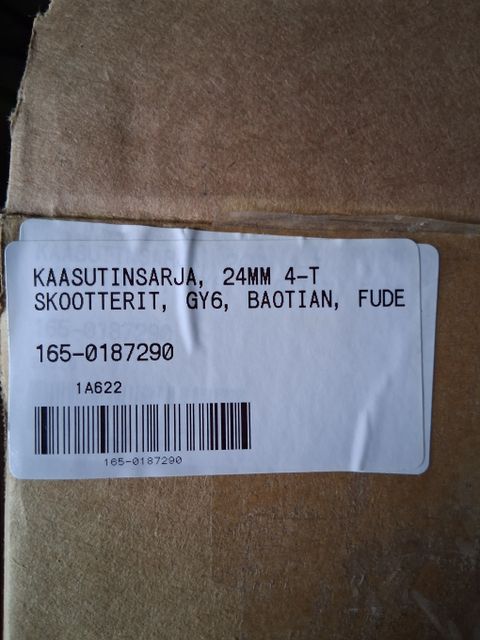 KAASUTINSARJA, 24MM 4-T
SKOOTTERIT, GY6, BAOTIAN, FUDE
165-0187290
1A622
165-0187290